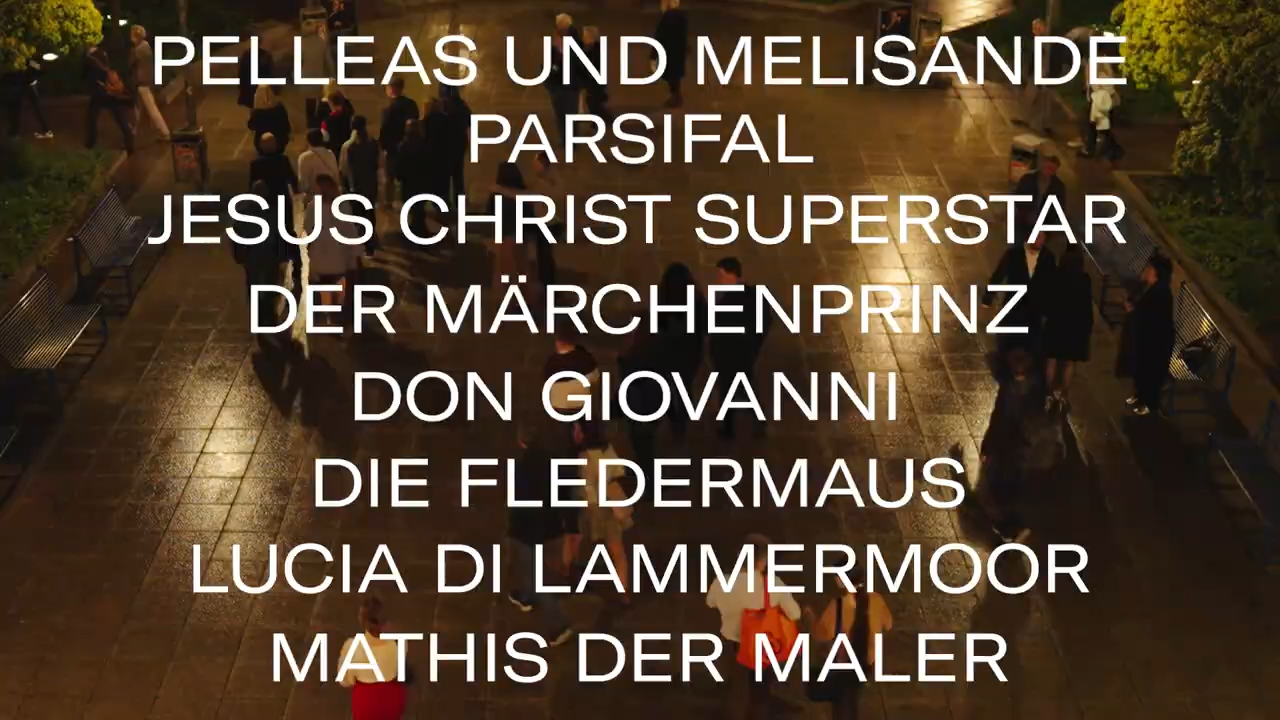 PELLEAS UND MELISANDE
PARSIFAL
JESUS CHRIST SUPERSTAR
DER MÄRCHENPRINZ
DON GIOVANNI
DIE FLEDERMAUS
LUCIA DI LAMMERMOOR
MATHIS DER MALER